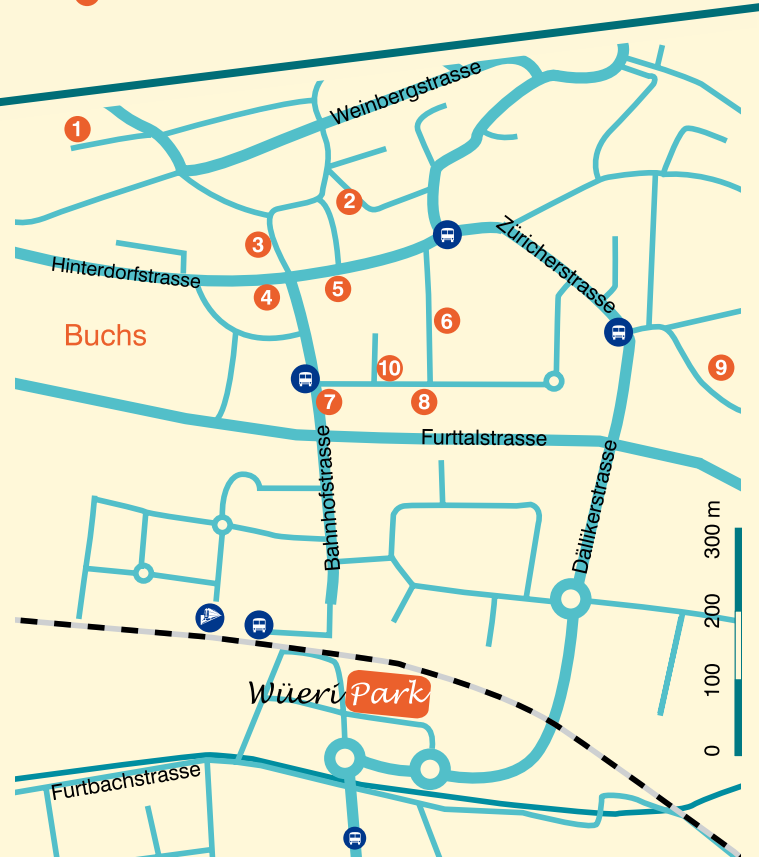 Weinbergstrasse
1
2
3
Zürcherstrasse
Hinterdorfstrasse
4
5
6
Buchs
10
9
7
8
Furttalstrasse
Bahnhofstrasse
Dällikerstrasse
300 m
200
100
0
Wüeri Park
Furtbachstrasse